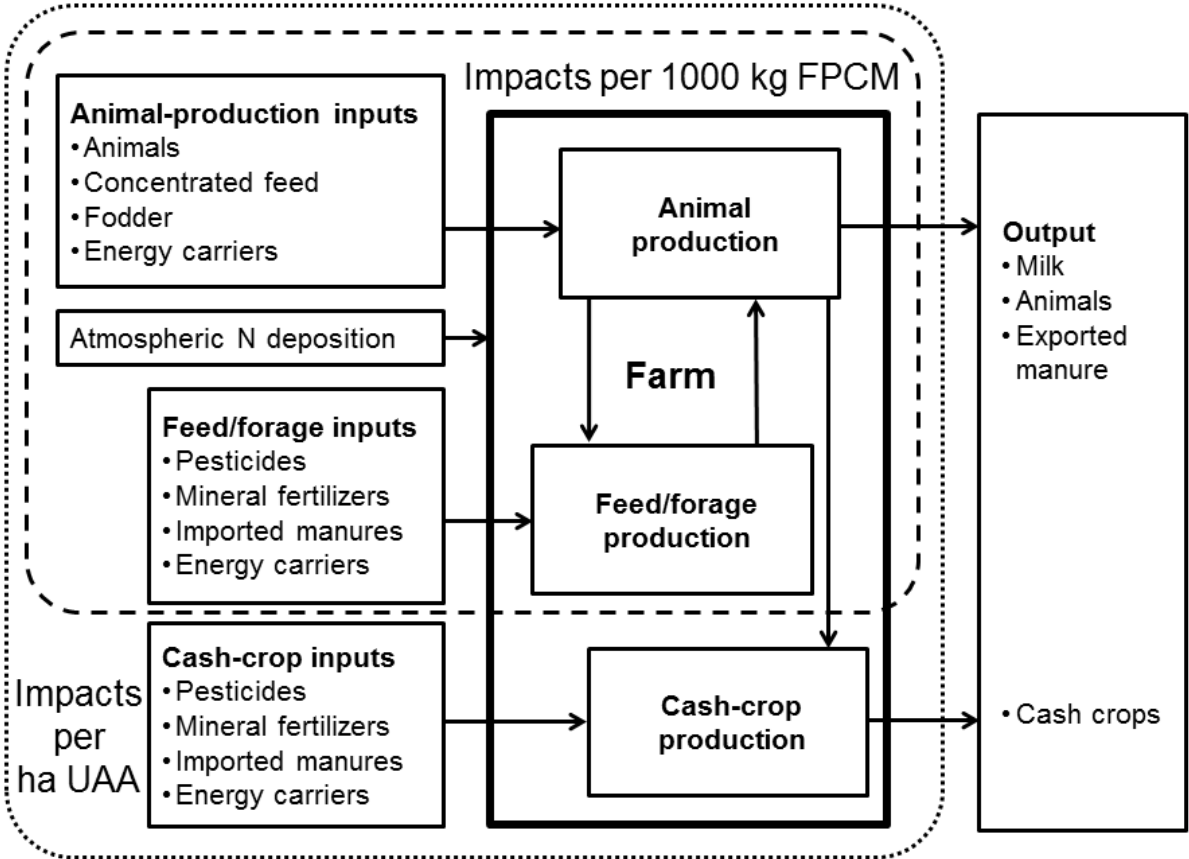 Impacts per 1000 kg FPCM
Animal-production inputs
• Animals
• Concentrated feed
• Fodder
• Energy carriers
Atmospheric N deposition
Feed/forage inputs
• Pesticides
• Mineral fertilizers
• Imported manures
• Energy carriers
Cash-crop inputs
• Pesticides
• Mineral fertilizers
• Imported manures
• Energy carriers
Impacts
per
ha UAA
Animal
production
Farm
Feed/forage
production
Cash-crop
production
Output
• Milk
• Animals
• Exported
manure
• Cash crops